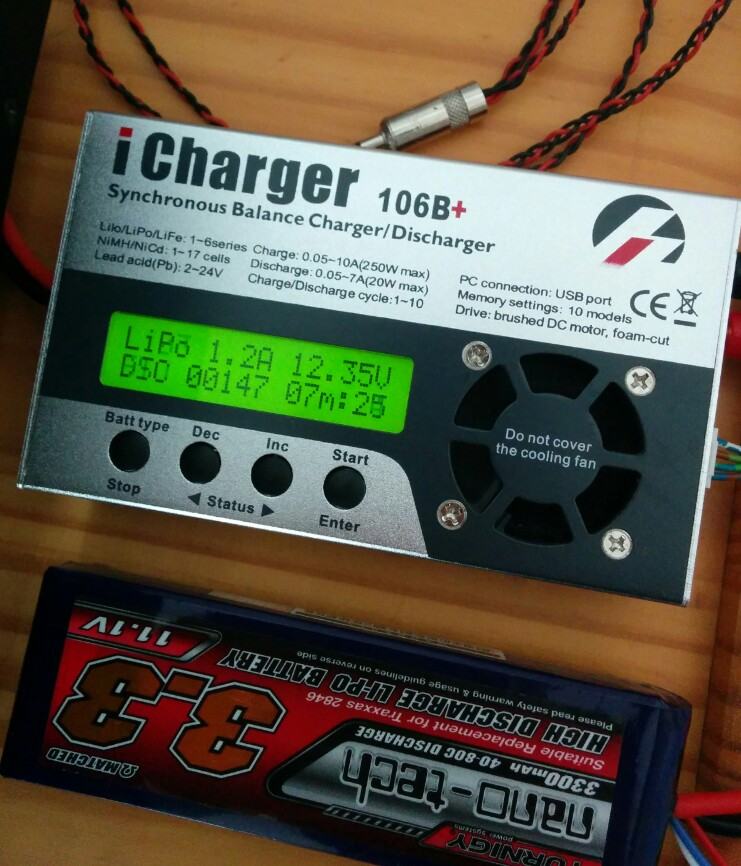 iCharger 106B+
Synchronous Balance Charger/Discharger
LiIo/LiPo/LiFe: 1~6series
NiMH/NiCd: 1~17 cells
Lead acid(Pb): 2~24V
Charge: 0.05~10A(250W max)
Discharge: 0.05~7A(20W max)
Charge/Discharge cycle:1~10
PC connection: USB port
Memory settings: 10 models
Drive: brushed DC motor, foam-cut
CE
1.2A 12.35V
00147
Batt type
Dec
Inc
Start
Stop
◀ Status ▶
Enter
Do not cover
the cooling fan
TURNIGY
power systems
nano-tech
3300mah 40-80C DISCHARGE
Suitable Replacement for Traxxas 2846
HIGH DISCHARGE LI-PO BATTERY
Please read safety warning & usage guidelines on reverse side
Ω MATCHED
3.3
11.1V